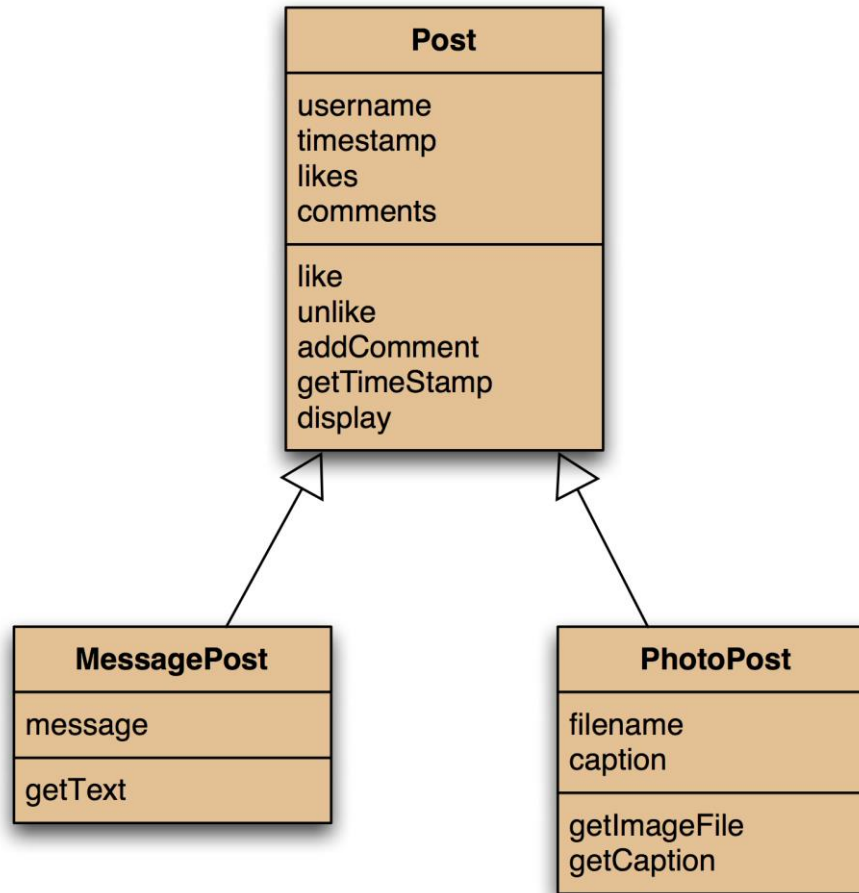 Post
username
timestamp
likes
comments
like
unlike
addComment
getTimeStamp
display
MessagePost
message
getText
PhotoPost
filename
caption
getImageFile
getCaption